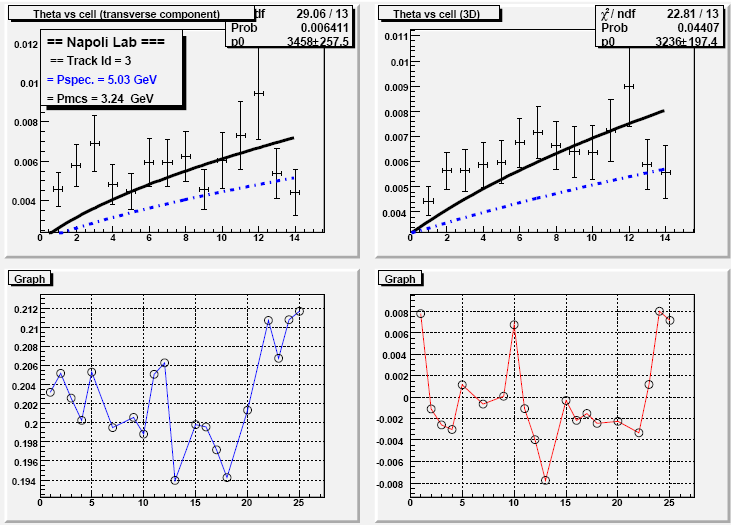 Theta vs cell (transverse component)
df 29.06 / 13
Prob 0.006411
p0 3458±257.5
== Napoli Lab ===
== Track Id = 3
= Pspec. = 5.03 GeV
= Pmcs = 3.24 GeV
0.012
0.01
0.008
0.006
0.004
0 2 4 6 8 10 12 14
Theta vs cell (3D)
χ²/ ndf 22.81 / 13
Prob 0.04407
p0 3236±197.4
0.011
0.01
0.009
0.008
0.007
0.006
0.005
0.004
0 2 4 6 8 10 12 14
Graph
0.212
0.21
0.208
0.206
0.204
0.202
0.2
0.198
0.196
0.194
0 5 10 15 20 25
Graph
0.008
0.006
0.004
0.002
0
-0.002
-0.004
-0.006
-0.008
0 5 10 15 20 25